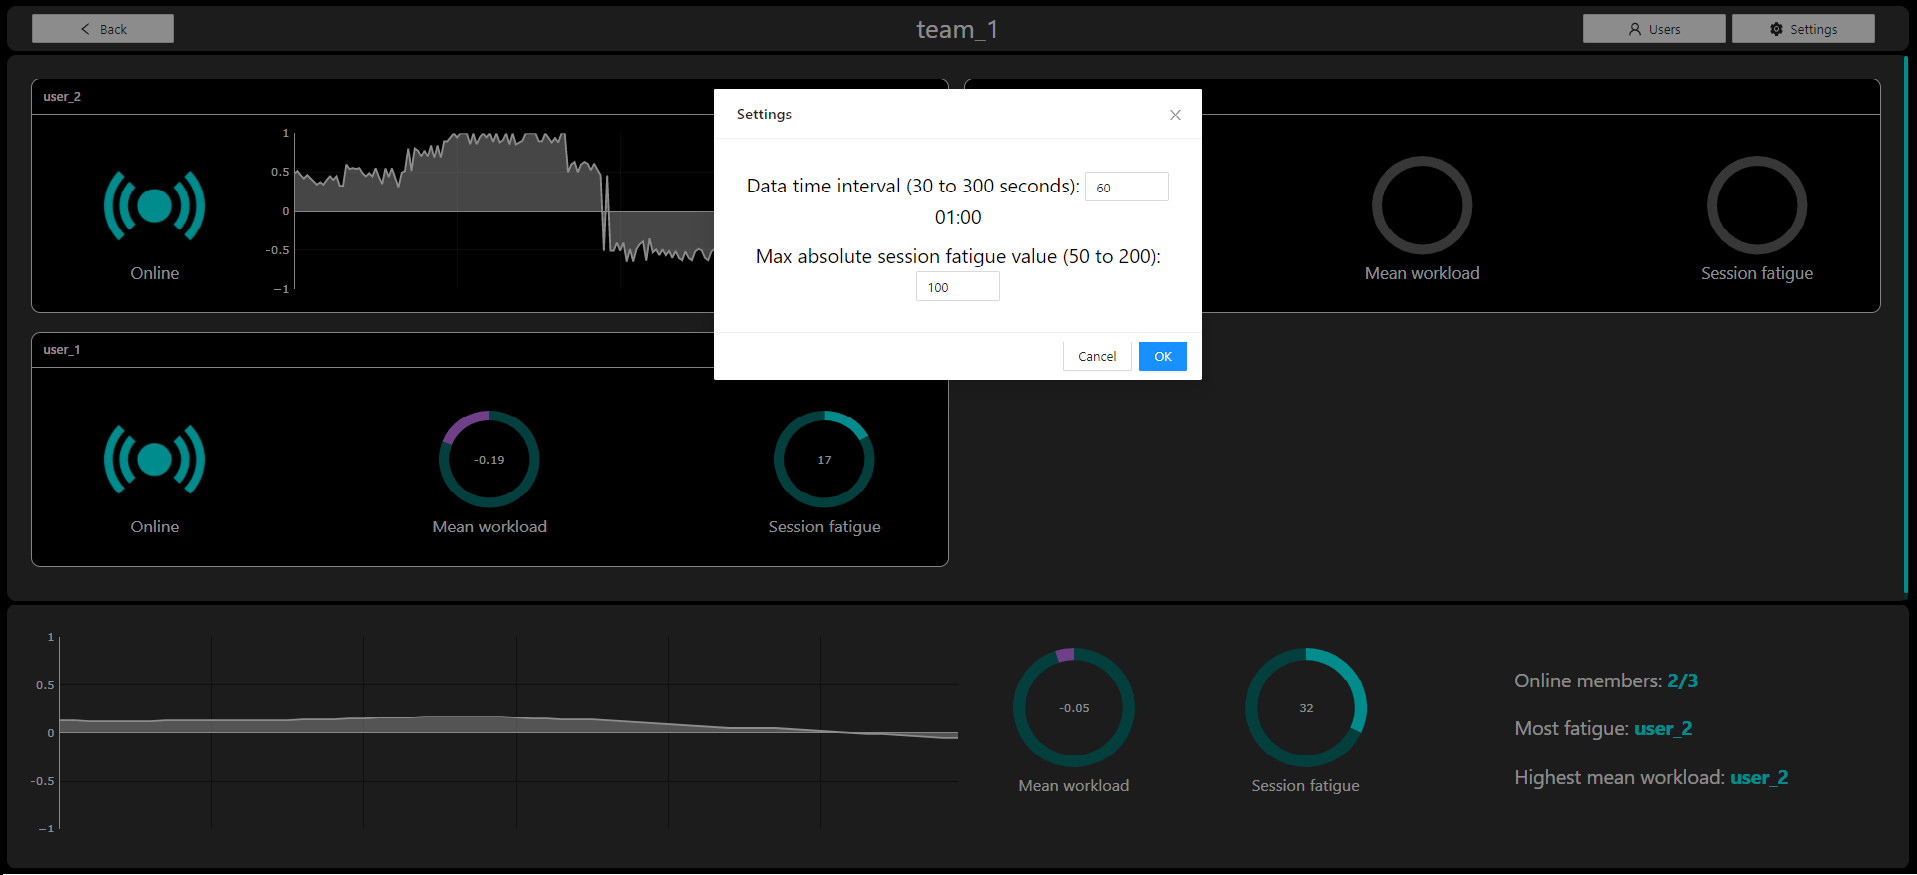 Back
team_1
Users
Settings
user_2
1
0.5
0
-0.5
−1
Online
Settings
Data time interval (30 to 300 seconds): 60
01:00
Max absolute session fatigue value (50 to 200):
100
Cancel
OK
Mean workload
Session fatigue
user_1
Online
-0.19
Mean workload
17
Session fatigue
1
0.5
0
-0.5
−1
-0.05
Mean workload
32
Session fatigue
Online members: 2/3
Most fatigue: user_2
Highest mean workload: user_2